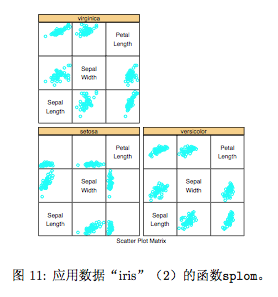 virginica
Petal
Length
Sepal
Width
Sepal
Length
setosa
versicolor
Petal
Length
Petal
Length
Sepal
Width
Sepal
Width
Sepal
Length
Sepal
Length
Scatter Plot Matrix
图 11: 应用数据“iris”（2）的函数splom。